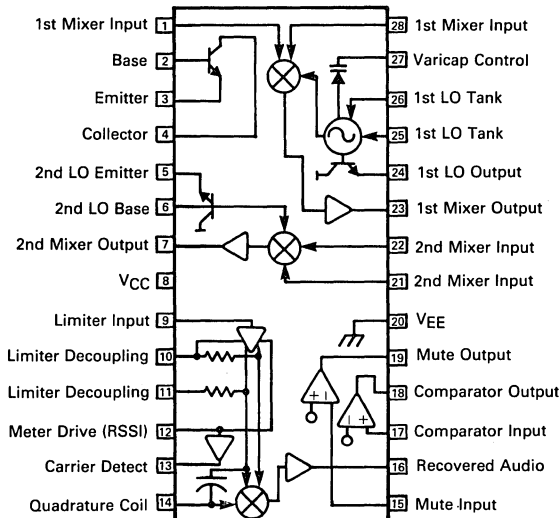 1st Mixer Input 1
Base 2
Emitter 3
Collector 4
2nd LO Emitter 5
2nd LO Base 6
2nd Mixer Output 7
VCC 8
Limiter Input 9
Limiter Decoupling 10
Limiter Decoupling 11
Meter Drive (RSSI) 12
Carrier Detect 13
Quadrature Coil 14
28 1st Mixer Input
27 Varicap Control
26 1st LO Tank
25 1st LO Tank
24 1st LO Output
23 1st Mixer Output
22 2nd Mixer Input
21 2nd Mixer Input
20 VEE
19 Mute Output
18 Comparator Output
17 Comparator Input
16 Recovered Audio
15 Mute Input
+ −
+ −